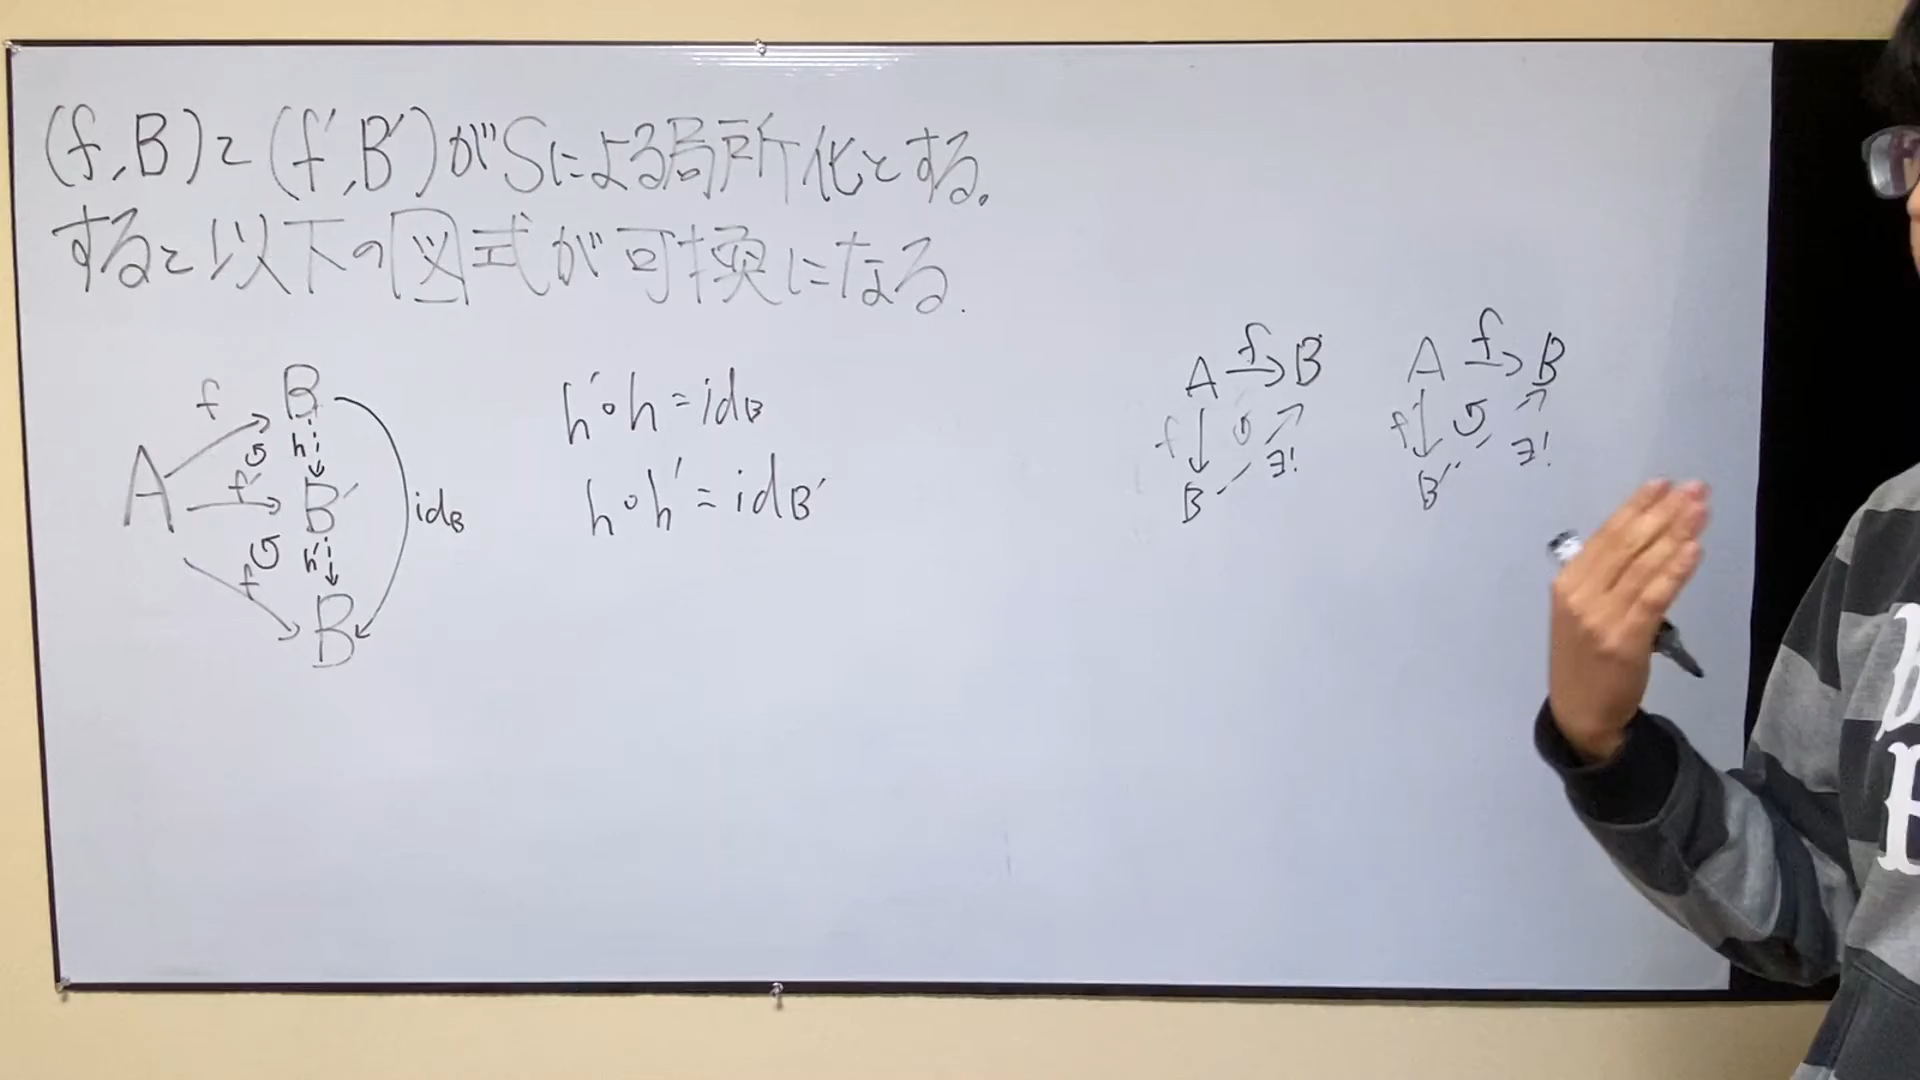 (f,B)と(f',B')がSによる局所化とする。
すると以下の図式が可換になる.
f B
h
A f' B' id_B
h'
f B
h'∘h=id_B
h∘h'=id_B'
A f B
f ↺ ∃!
B
A f B
f ↺ ∃!
B'